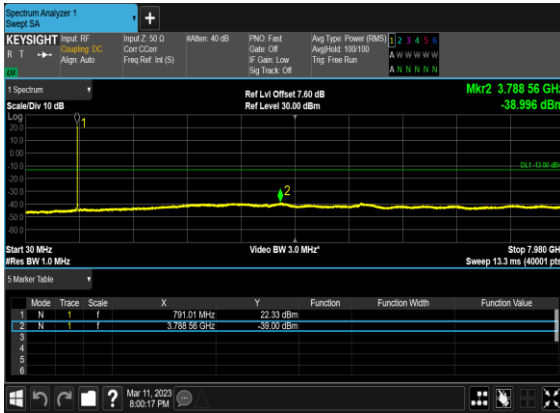 Spectrum Analyzer 1
Swept SA
+
KEYSIGHT Input: RF Input Z: 50 Ω #Atten: 40 dB PNO: Fast Avg Type: Power (RMS) 1 2 3 4 5 6
R T Coupling: DC Corr CCorr Gate: Off Avg|Hold: 100/100 A W W W W W
Align: Auto Freq Ref: Int (S) IF Gain: Low Trig: Free Run
Sig Track: Off A N N N N N
1 Spectrum Ref Lvl Offset 7.60 dB Mkr2 3.788 56 GHz
Scale/Div 10 dB Ref Level 30.00 dBm -38.996 dBm
Log
20.0
10.0
0.00
-10.0
-20.0
-30.0
-40.0
-50.0
-60.0
1
DL1 -13.00 dBm
2
Start 30 MHz Video BW 3.0 MHz* Stop 7.980 GHz
#Res BW 1.0 MHz Sweep 13.3 ms (40001 pts)
5 Marker Table
Mode Trace Scale X Y Function Function Width Function Value
1 N 1 f 791.01 MHz 22.33 dBm
2 N 1 f 3.788 56 GHz -39.00 dBm
3
4
5
6
? Mar 11, 2023
8:00:17 PM